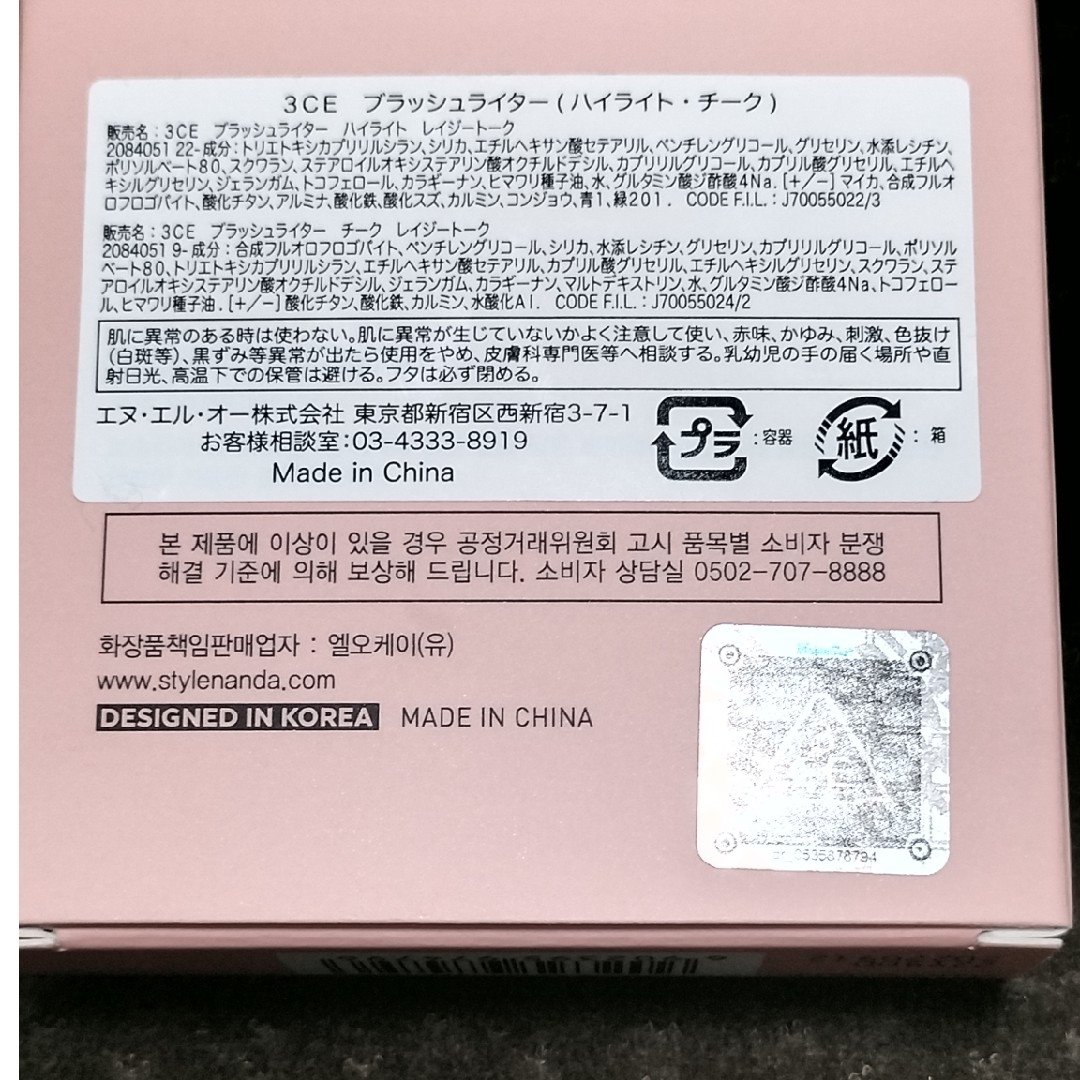 3CE ブラッシュライター(ハイライト・チーク)
販売名:3CE ブラッシュライター ハイライト レイジートーク
2084051 22-成分:トリエトキシカプリリルシラン、シリカ、エチルヘキサン酸セテアリル、ペンチレングリコール、グリセリン、水添レシチン、
ポリソルベート80、スクワラン、ステアロイルオキシステアリン酸オクチルドデシル、カプリリルグリコール、カプリル酸グリセリル、エチルヘ
キシルグリセリン、ジェランガム、トコフェロール、カラギーナン、ヒマワリ種子油、水、グルタミン酸ジ酢酸4Na.[+/-]マイカ、合成フルオ
ロフロゴパイト、酸化チタン、アルミナ、酸化鉄、酸化スズ、カルミン、コンジョウ、青1、緑201. CODE F.I.L.:J70055022/3
販売名:3CE ブラッシュライター チーク レイジートーク
2084051 9-成分:合成フルオロフロゴパイト、ペンチレングリコール、シリカ、水添レシチン、グリセリン、カプリリルグリコール、ポリソル
ベート80、トリエトキシカプリリルシラン、エチルヘキサン酸セテアリル、カプリル酸グリセリル、エチルヘキシルグリセリン、スクワラン、ステ
アロイルオキシステアリン酸オクチルドデシル、ジェランガム、カラギーナン、マルトデキストリン、水、グルタミン酸ジ酢酸4Na、トコフェロー
ル、ヒマワリ種子油.[+/-]酸化チタン、酸化鉄、カルミン、水酸化Al. CODE F.I.L.:J70055024/2
肌に異常のある時は使わない。肌に異常が生じていないかよく注意して使い、赤味、かゆみ、刺激、色抜け
(白斑等)、黒ずみ等異常が出たら使用をやめ、皮膚科専門医等へ相談する。乳幼児の手の届く場所や直
射日光、高温下での保管は避ける。フタは必ず閉める。
エヌ・エル・オー株式会社 東京都新宿区西新宿3-7-1
お客様相談室:03-4333-8919
Made in China
プラ:容器
紙:箱
본 제품에 이상이 있을 경우 공정거래위원회 고시 품목별 소비자 분쟁
해결 기준에 의해 보상해 드립니다. 소비자 상담실 0502-707-8888
화장품책임판매업자 : 엘오케이(유)
www.stylenanda.com
DESIGNED IN KOREA MADE IN CHINA